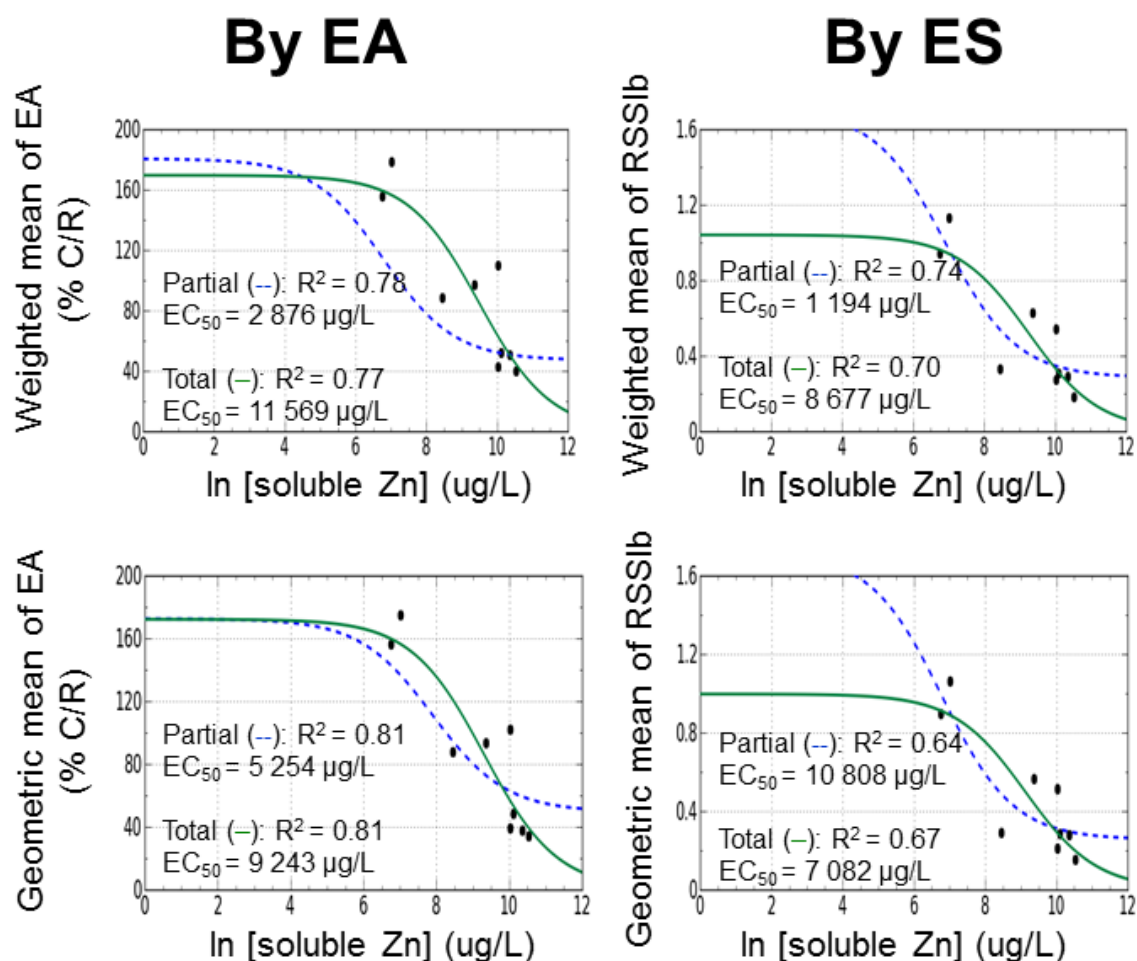 By EA
By ES
Weighted mean of EA
(% C/R)
200
160
120
80
40
0
0 2 4 6 8 10 12
Partial (--): R² = 0.78
EC₅₀ = 2 876 µg/L
Total (–): R² = 0.77
EC₅₀ = 11 569 µg/L
ln [soluble Zn] (ug/L)
Weighted mean of RSSIb
1.6
1.2
0.8
0.4
0
0 2 4 6 8 10 12
Partial (--): R² = 0.74
EC₅₀ = 1 194 µg/L
Total (–): R² = 0.70
EC₅₀ = 8 677 µg/L
ln [soluble Zn] (ug/L)
Geometric mean of EA
(% C/R)
200
160
120
80
40
0
0 2 4 6 8 10 12
Partial (--): R² = 0.81
EC₅₀ = 5 254 µg/L
Total (–): R² = 0.81
EC₅₀ = 9 243 µg/L
ln [soluble Zn] (ug/L)
Geometric mean of RSSIb
1.6
1.2
0.8
0.4
0
0 2 4 6 8 10 12
Partial (--): R² = 0.64
EC₅₀ = 10 808 µg/L
Total (–): R² = 0.67
EC₅₀ = 7 082 µg/L
ln [soluble Zn] (ug/L)